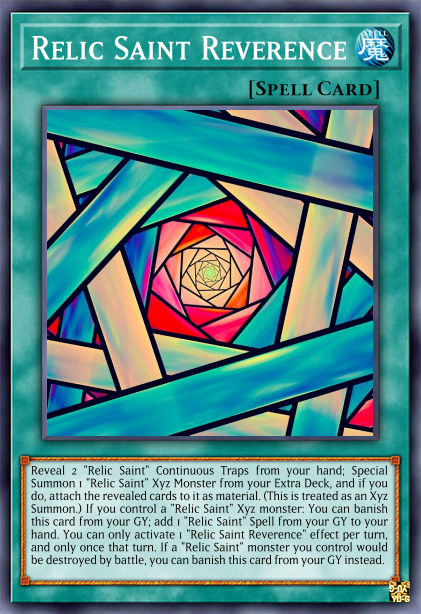 Relic Saint Reverence
SPELL
魔
[Spell Card]
Reveal 2 "Relic Saint" Continuous Traps from your hand; Special
Summon 1 "Relic Saint" Xyz Monster from your Extra Deck, and if you
do, attach the revealed cards to it as material. (This is treated as an Xyz
Summon.) If you control a "Relic Saint" Xyz monster: You can banish
this card from your GY; add 1 "Relic Saint" Spell from your GY to your
hand. You can only activate 1 "Relic Saint Reverence" effect per turn,
and only once that turn. If a "Relic Saint" monster you control would
be destroyed by battle, you can banish this card from your GY instead.